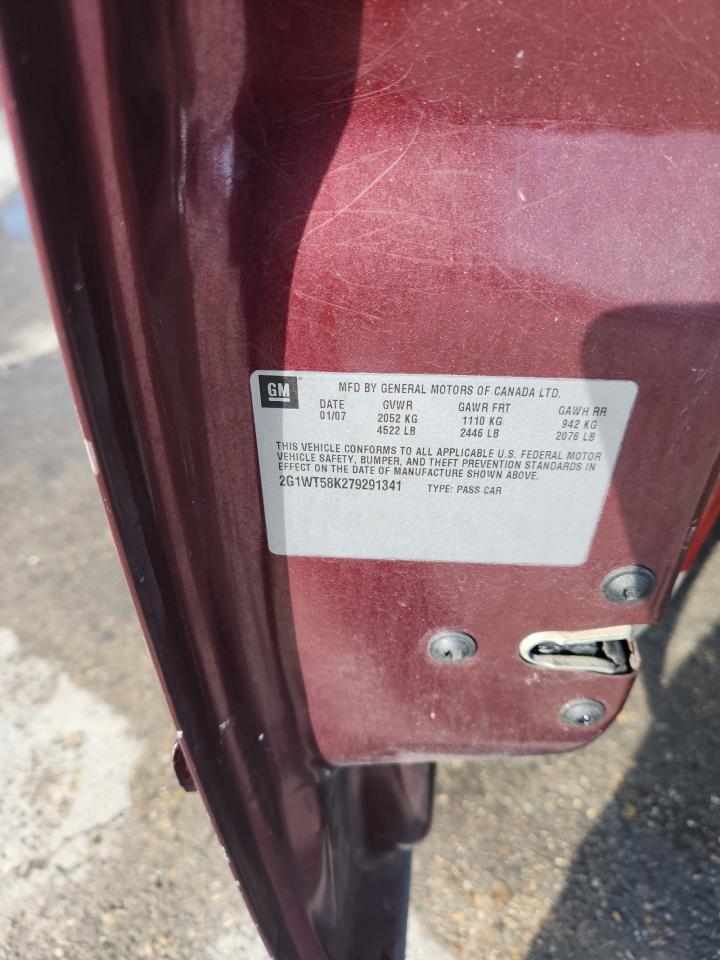 GM
MFD BY GENERAL MOTORS OF CANADA LTD.
DATE GVWR GAWR FRT GAWR RR
01/07 2052 KG 1110 KG 942 KG
4522 LB 2446 LB 2076 LB
THIS VEHICLE CONFORMS TO ALL APPLICABLE U.S. FEDERAL MOTOR
VEHICLE SAFETY, BUMPER, AND THEFT PREVENTION STANDARDS IN
EFFECT ON THE DATE OF MANUFACTURE SHOWN ABOVE.
2G1WT58K279291341 TYPE: PASS CAR